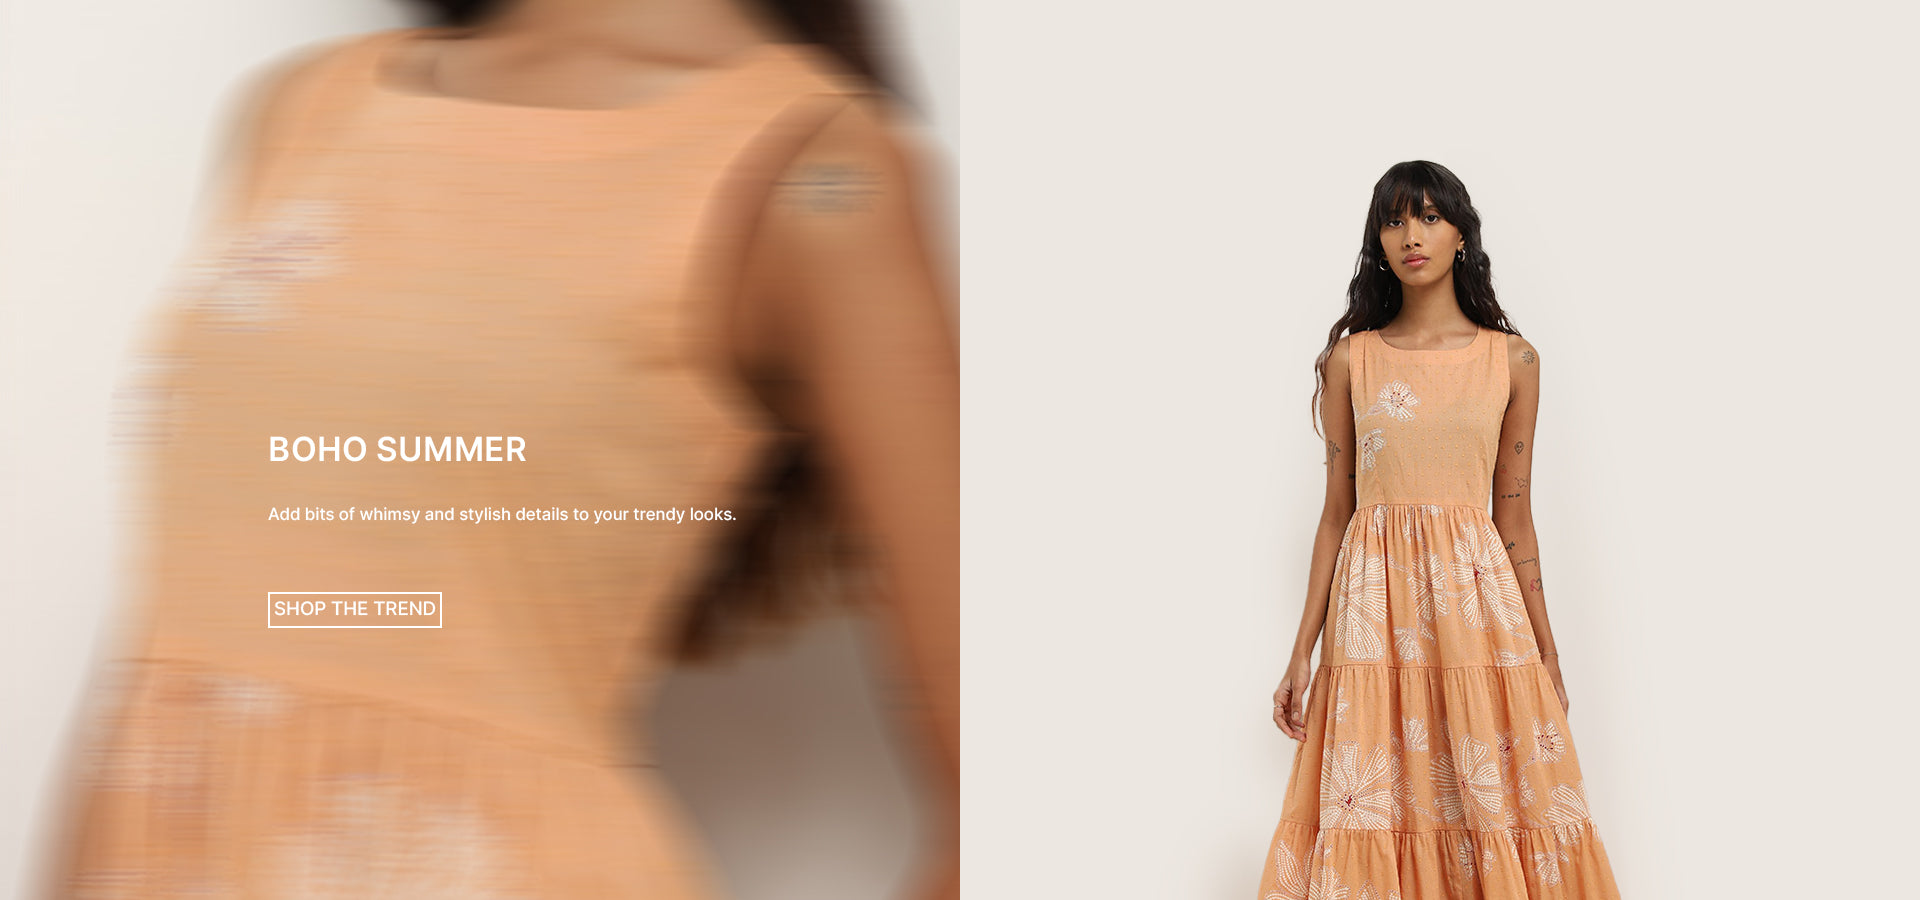 BOHO SUMMER
Add bits of whimsy and stylish details to your trendy looks.
SHOP THE TREND